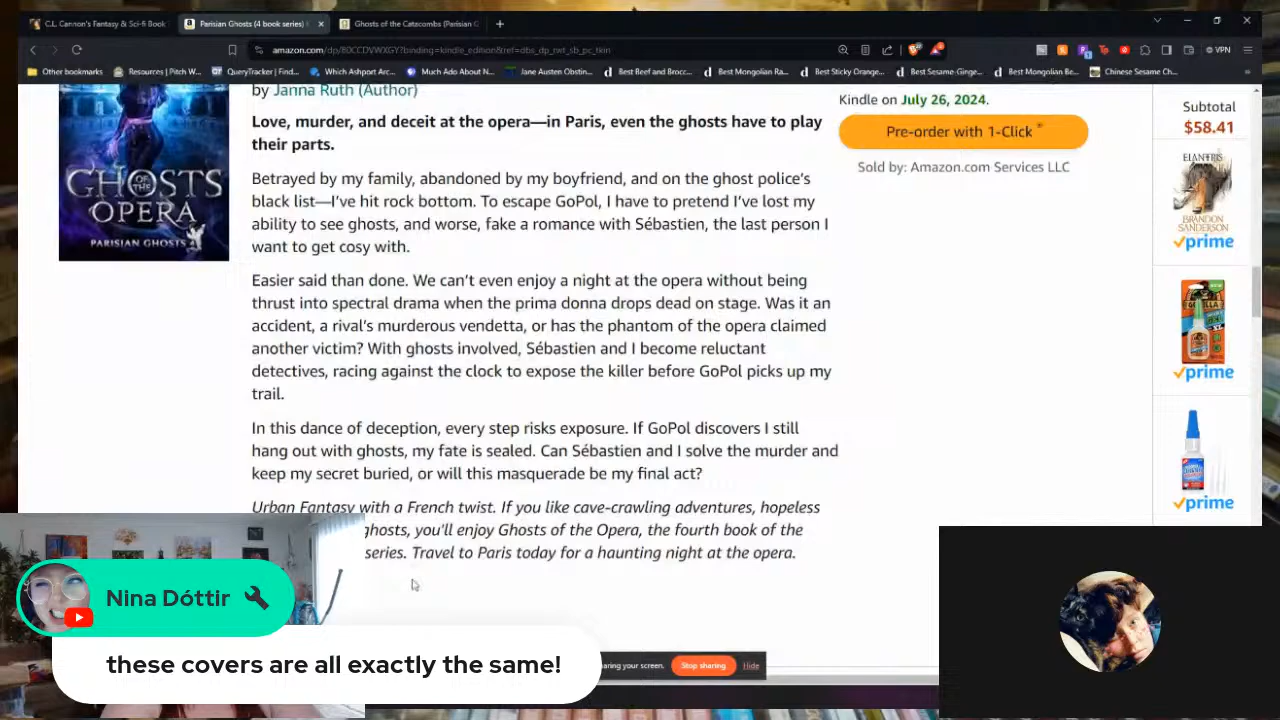 C.L. Cannon's Fantasy & Sci-fi Book
Parisian Ghosts (4 book series)
Ghosts of the Catacombs (Parisian G
amazon.com/dp/B0CCDVWXGY?binding=kindle_edition&ref=dbs_dp_rwt_sb_pc_tkin
VPN
Other bookmarks
Resources | Pitch W...
QueryTracker | Find...
Which Ashport Arc...
Much Ado About N...
Jane Austen Obstin...
Best Beef and Brocc...
Best Mongolian Ra...
Best Sticky Orange...
Best Sesame-Ginge...
Best Mongolian Be...
Chinese Sesame Ch...
by Janna Ruth (Author)
Love, murder, and deceit at the opera—in Paris, even the ghosts have to play
their parts.
Betrayed by my family, abandoned by my boyfriend, and on the ghost police's
black list—I've hit rock bottom. To escape GoPol, I have to pretend I've lost my
ability to see ghosts, and worse, fake a romance with Sébastien, the last person I
want to get cosy with.
Easier said than done. We can't even enjoy a night at the opera without being
thrust into spectral drama when the prima donna drops dead on stage. Was it an
accident, a rival's murderous vendetta, or has the phantom of the opera claimed
another victim? With ghosts involved, Sébastien and I become reluctant
detectives, racing against the clock to expose the killer before GoPol picks up my
trail.
In this dance of deception, every step risks exposure. If GoPol discovers I still
hang out with ghosts, my fate is sealed. Can Sébastien and I solve the murder and
keep my secret buried, or will this masquerade be my final act?
Urban Fantasy with a French twist. If you like cave-crawling adventures, hopeless
ghosts, you'll enjoy Ghosts of the Opera, the fourth book of the
series. Travel to Paris today for a haunting night at the opera.
GHOSTS
OF THE
OPERA
PARISIAN GHOSTS 4
Kindle on July 26, 2024.
Pre-order with 1-Click ®
Sold by: Amazon.com Services LLC
Subtotal
$58.41
ELANTRIS
BRANDON
SANDERSON
prime
GORILLA
prime
prime
Nina Dóttir
these covers are all exactly the same!
haring your screen.
Stop sharing
Hide